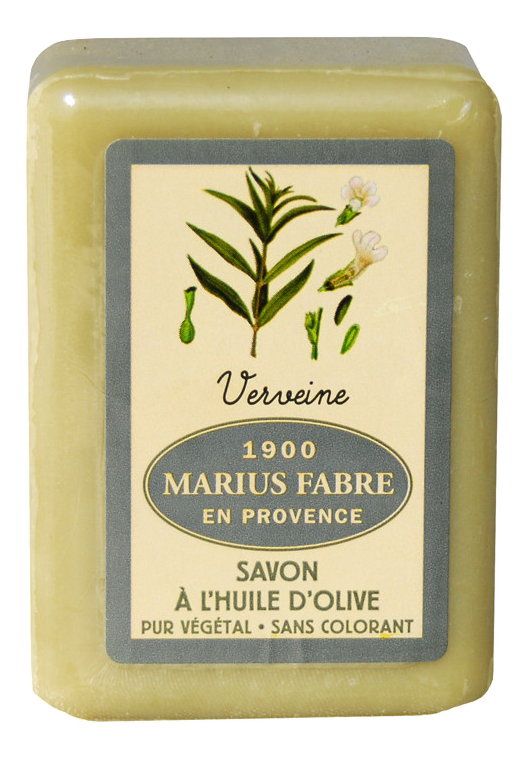 Verveine
1900
MARIUS FABRE
EN PROVENCE
SAVON
À L'HUILE D'OLIVE
PUR VÉGÉTAL • SANS COLORANT